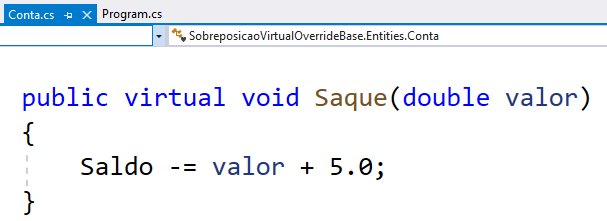 Conta.cs Program.cs
SobreposicaoVirtualOverrideBase.Entities.Conta
public virtual void Saque(double valor)
{
Saldo -= valor + 5.0;
}